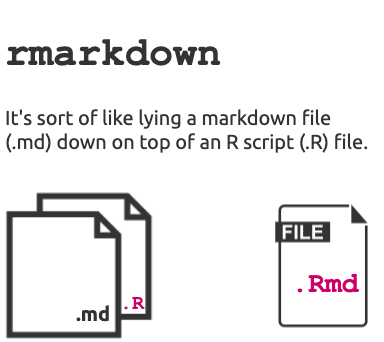 rmarkdown
It's sort of like lying a markdown file
(.md) down on top of an R script (.R) file.
.md
.R
FILE
.Rmd